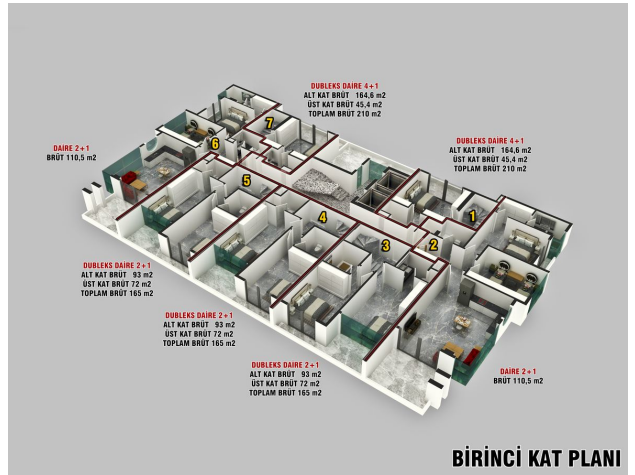 DUBLEKS DAİRE 4+1
ALT KAT BRÜT 164,6 m2
ÜST KAT BRÜT 45,4 m2
TOPLAM BRÜT 210 m2
DUBLEKS DAİRE 4+1
ALT KAT BRÜT 164,6 m2
ÜST KAT BRÜT 45,4 m2
TOPLAM BRÜT 210 m2
DAİRE 2+1
BRÜT 110,5 m2
7
6
5
4
3
2
1
DUBLEKS DAİRE 2+1
ALT KAT BRÜT 93 m2
ÜST KAT BRÜT 72 m2
TOPLAM BRÜT 165 m2
DUBLEKS DAİRE 2+1
ALT KAT BRÜT 93 m2
ÜST KAT BRÜT 72 m2
TOPLAM BRÜT 165 m2
DUBLEKS DAİRE 2+1
ALT KAT BRÜT 93 m2
ÜST KAT BRÜT 72 m2
TOPLAM BRÜT 165 m2
DAİRE 2+1
BRÜT 110,5 m2
BİRİNCİ KAT PLANI